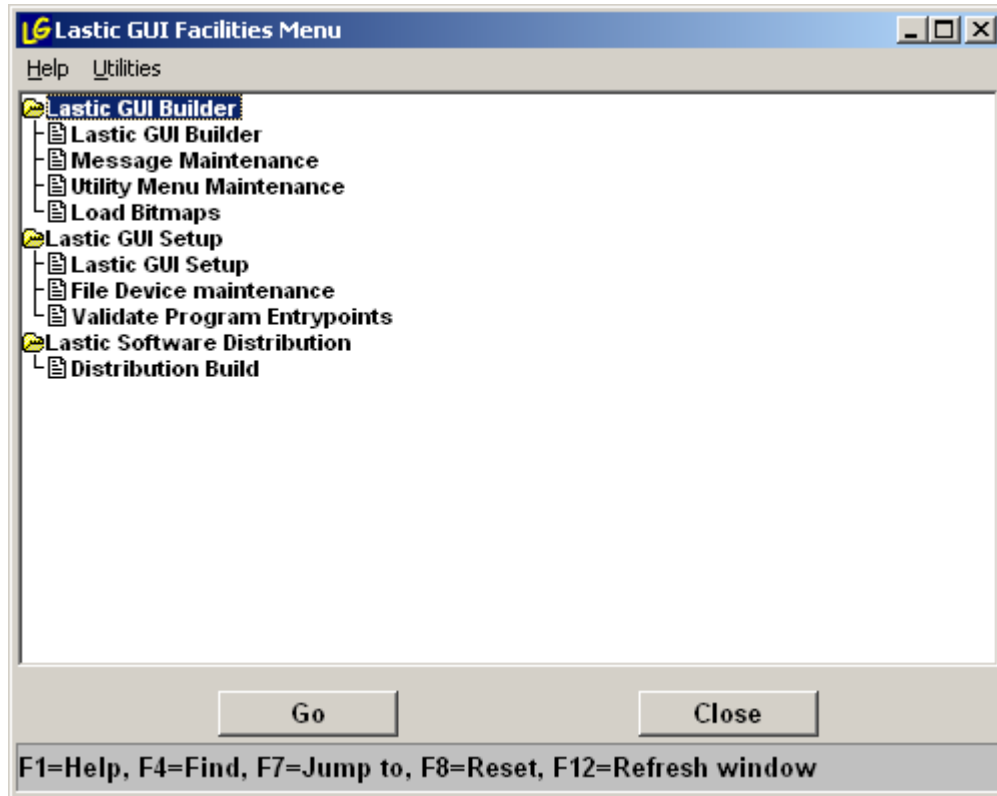 LG Lastic GUI Facilities Menu
Help Utilities
Lastic GUI Builder
Lastic GUI Builder
Message Maintenance
Utility Menu Maintenance
Load Bitmaps
Lastic GUI Setup
Lastic GUI Setup
File Device maintenance
Validate Program Entrypoints
Lastic Software Distribution
Distribution Build
Go Close
F1=Help, F4=Find, F7=Jump to, F8=Reset, F12=Refresh window